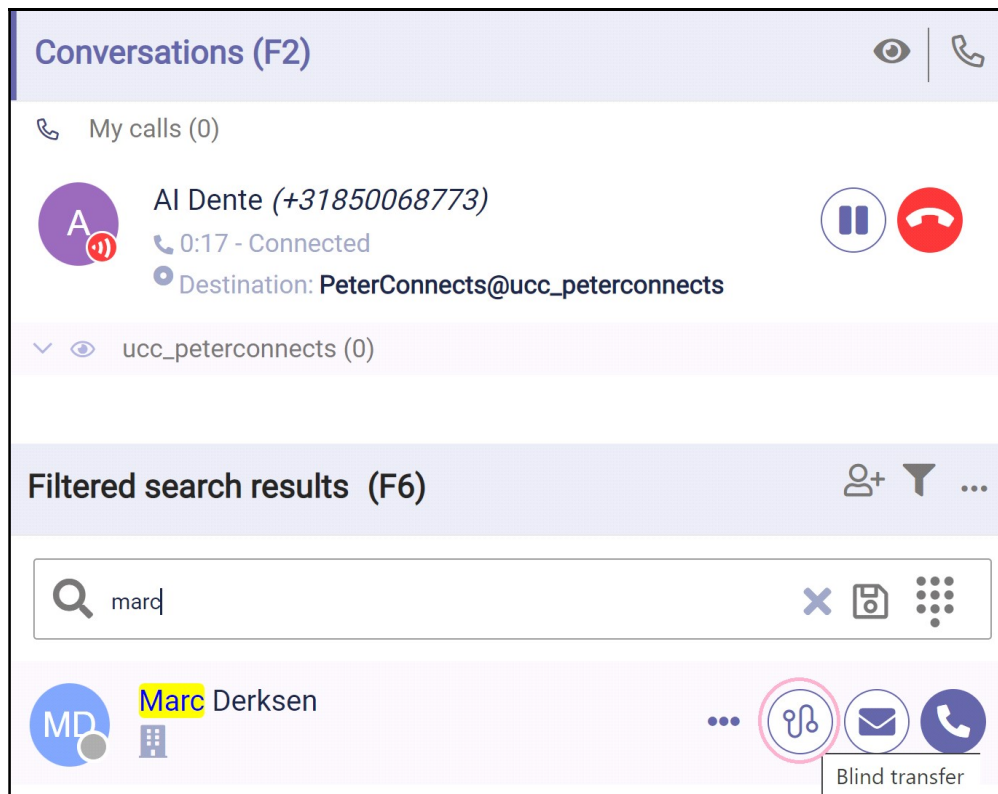 Conversations (F2)
My calls (0)
A
Al Dente (+31850068773)
0:17 - Connected
Destination: PeterConnects@ucc_peterconnects
ucc_peterconnects (0)
Filtered search results (F6)
marc
MD
Marc Derksen
Blind transfer